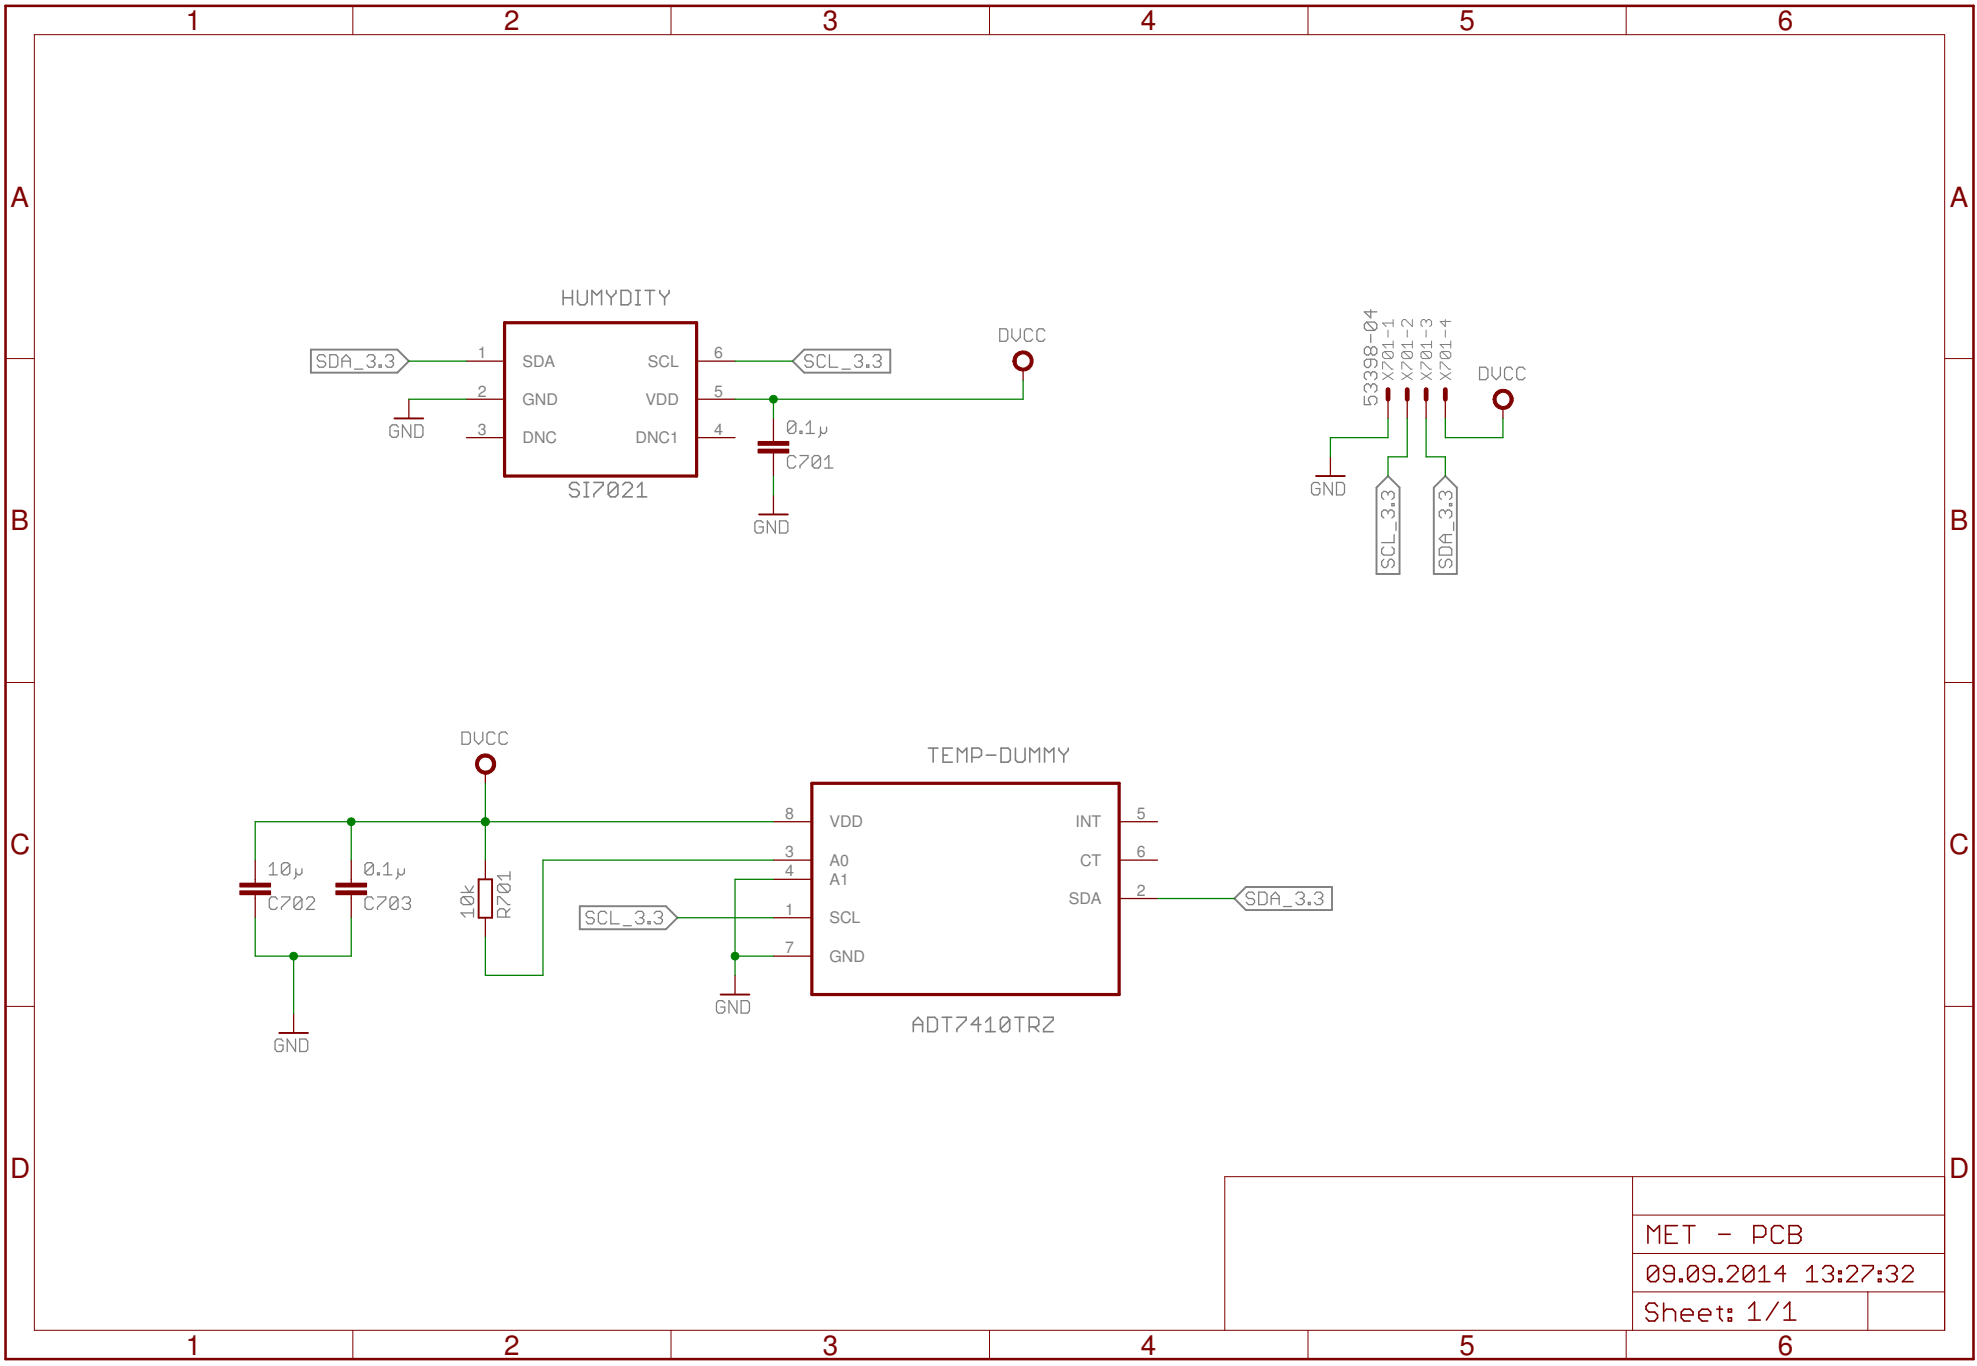 1 2 3 4 5 6
A A
HUMYDITY
SDA_3.3 1 SDA SCL 6 SCL_3.3
2 GND VDD 5
3 DNC DNC1 4
GND
SI7021
DVCC
0.1µ
C701
GND
53398-04
X701-1
X701-2
X701-3
X701-4
DVCC
GND
SCL_3.3
SDA_3.3
B B
DVCC
10µ
C702
0.1µ
C703
10k
R701
GND
TEMP-DUMMY
8 VDD INT 5
3 A0 CT 6
4 A1
SDA 2 SDA_3.3
SCL_3.3 1 SCL
7 GND
GND
ADT7410TRZ
C C
D D
MET - PCB
09.09.2014 13:27:32
Sheet: 1/1
1 2 3 4 5 6